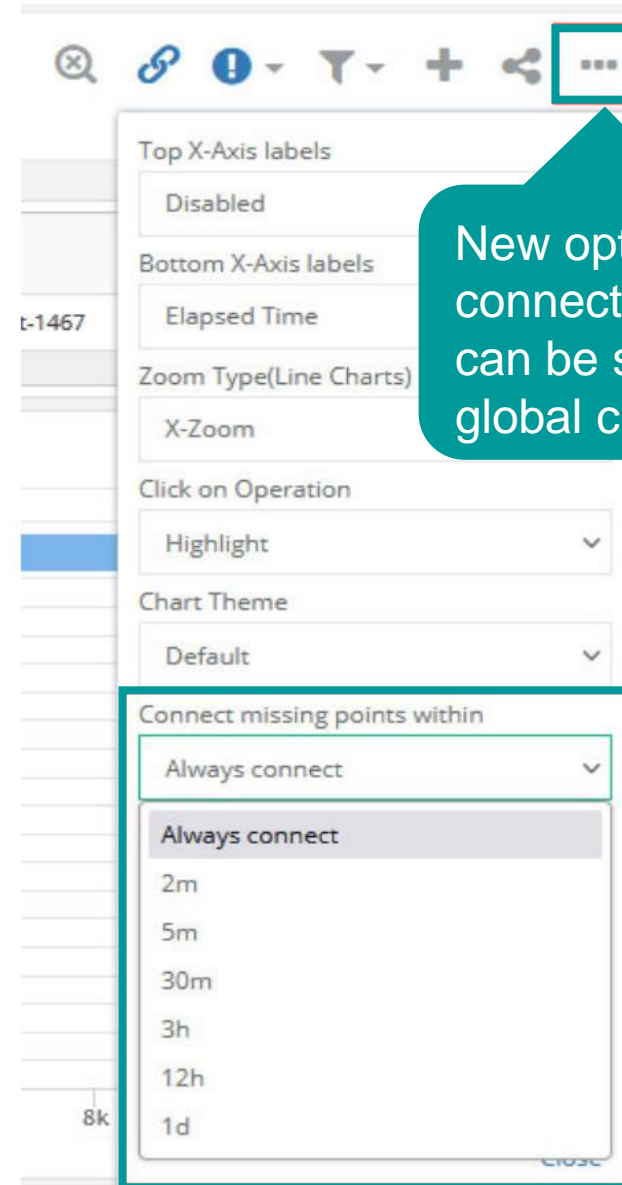 Top X-Axis labels
Disabled
Bottom X-Axis labels
t-1467
Elapsed Time
Zoom Type(Line Charts)
X-Zoom
Click on Operation
Highlight
Chart Theme
Default
New opt
connect
can be s
global c
Connect missing points within
Always connect
Always connect
2m
5m
30m
3h
12h
1d
8k
Close